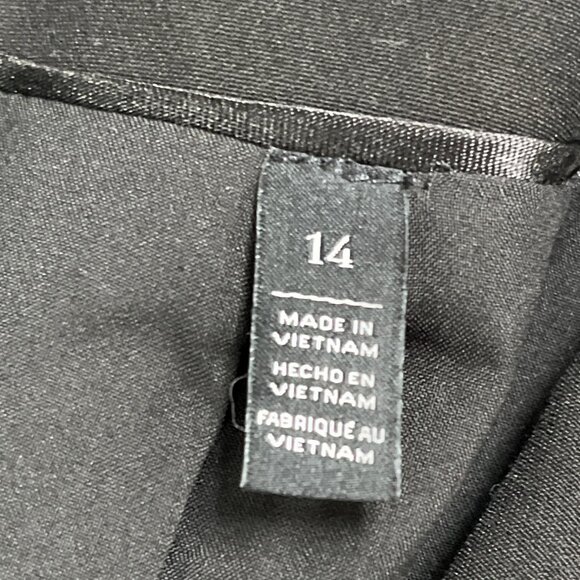 14
MADE IN
VIETNAM
HECHO EN
VIETNAM
FABRIQUÉ AU
VIETNAM